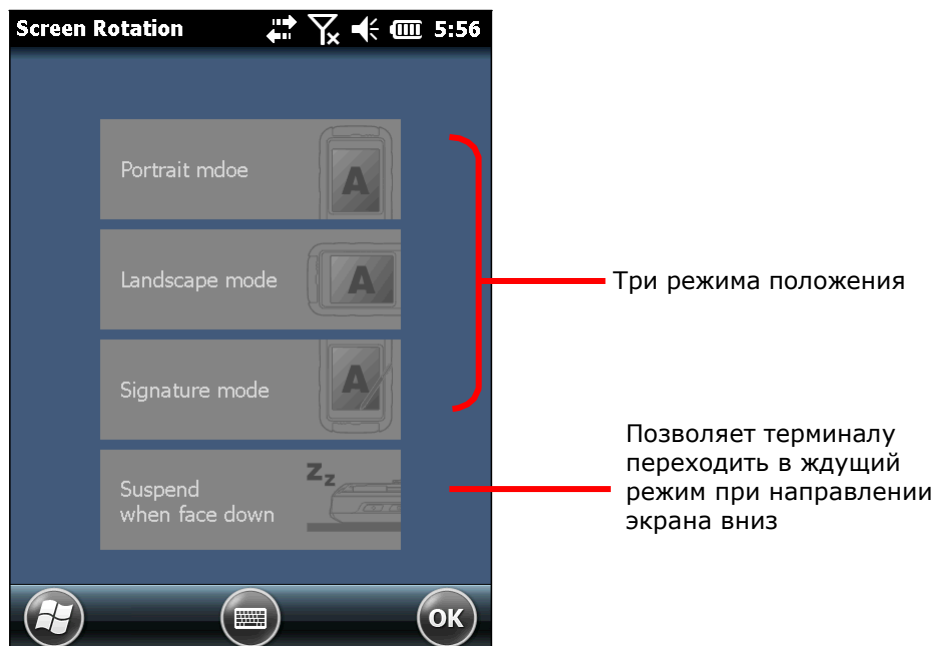 Screen Rotation 5:56
Portrait mdoe
A
Landscape mode
A
Signature mode
A
Suspend
when face down
Zz
OK
Три режима положения
Позволяет терминалу
переходить в ждущий
режим при направлении
экрана вниз